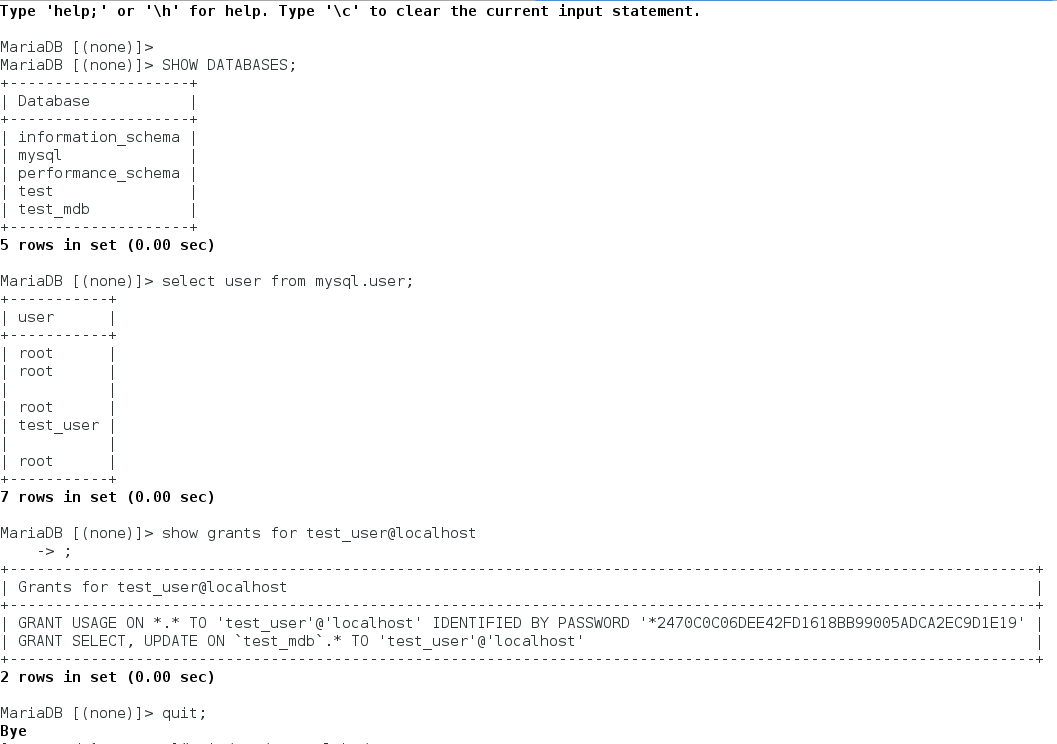 Type 'help;' or '\h' for help. Type '\c' to clear the current input statement.
MariaDB [(none)]>
MariaDB [(none)]> SHOW DATABASES;
+--------------------+
| Database           |
+--------------------+
| information_schema |
| mysql              |
| performance_schema |
| test               |
| test_mdb           |
+--------------------+
5 rows in set (0.00 sec)
MariaDB [(none)]> select user from mysql.user;
+-----------+
| user      |
+-----------+
| root      |
| root      |
|           |
| root      |
| test_user |
|           |
| root      |
+-----------+
7 rows in set (0.00 sec)
MariaDB [(none)]> show grants for test_user@localhost
    -> ;
+------------------------------------------------------------------------------------------------------------------+
| Grants for test_user@localhost                                                                                   |
+------------------------------------------------------------------------------------------------------------------+
| GRANT USAGE ON *.* TO 'test_user'@'localhost' IDENTIFIED BY PASSWORD '*2470C0C06DEE42FD1618BB99005ADCA2EC9D1E19' |
| GRANT SELECT, UPDATE ON `test_mdb`.* TO 'test_user'@'localhost'                                                  |
+------------------------------------------------------------------------------------------------------------------+
2 rows in set (0.00 sec)
MariaDB [(none)]> quit;
Bye